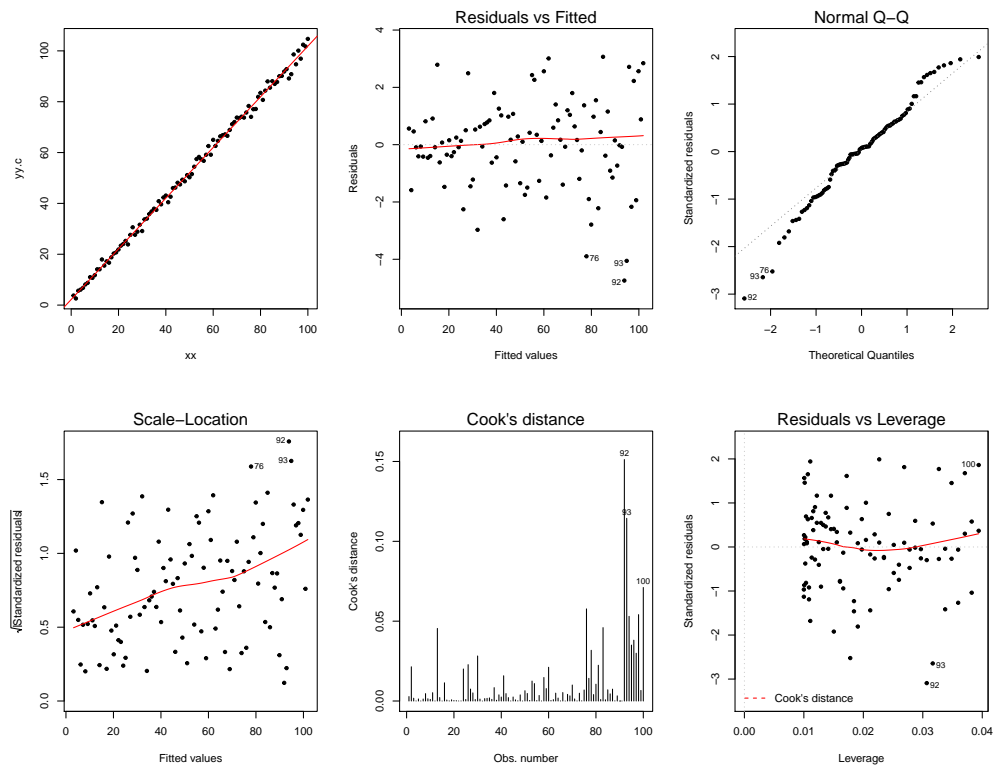 Residuals vs Fitted
Normal Q−Q
yy.c
0 20 40 60 80 100
0 20 40 60 80 100
xx
Residuals
−4 −2 0 2 4
76
93
92
0 20 40 60 80 100
Fitted values
Standardized residuals
−3 −2 −1 0 1 2
76
93
92
−2 −1 0 1 2
Theoretical Quantiles
Scale−Location
Cook's distance
Residuals vs Leverage
√|Standardized residuals|
0.0 0.5 1.0 1.5
92
93
76
0 20 40 60 80 100
Fitted values
Cook's distance
0.00 0.05 0.10 0.15
92
93
100
0 20 40 60 80 100
Obs. number
Standardized residuals
−3 −2 −1 0 1 2
100
93
92
Cook's distance
0.00 0.01 0.02 0.03 0.04
Leverage